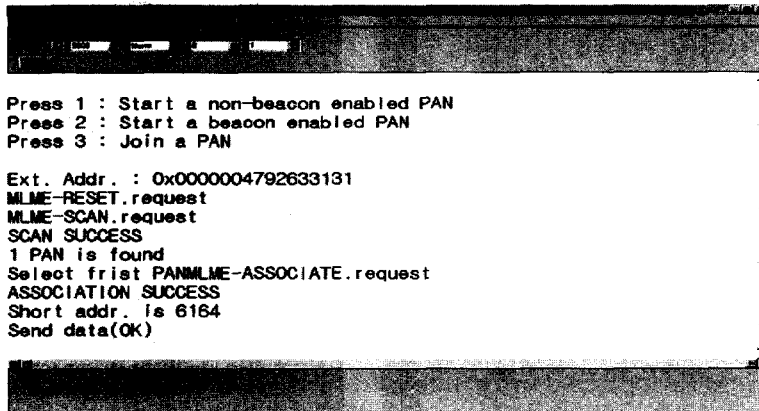 Press 1 : Start a non-beacon enabled PAN
Press 2 : Start a beacon enabled PAN
Press 3 : Join a PAN
Ext. Addr. : 0x0000004792633131
MLME-RESET.request
MLME-SCAN.request
SCAN SUCCESS
1 PAN is found
Select frist PANMLME-ASSOCIATE.request
ASSOCIATION SUCCESS
Short addr. is 6164
Send data(OK)